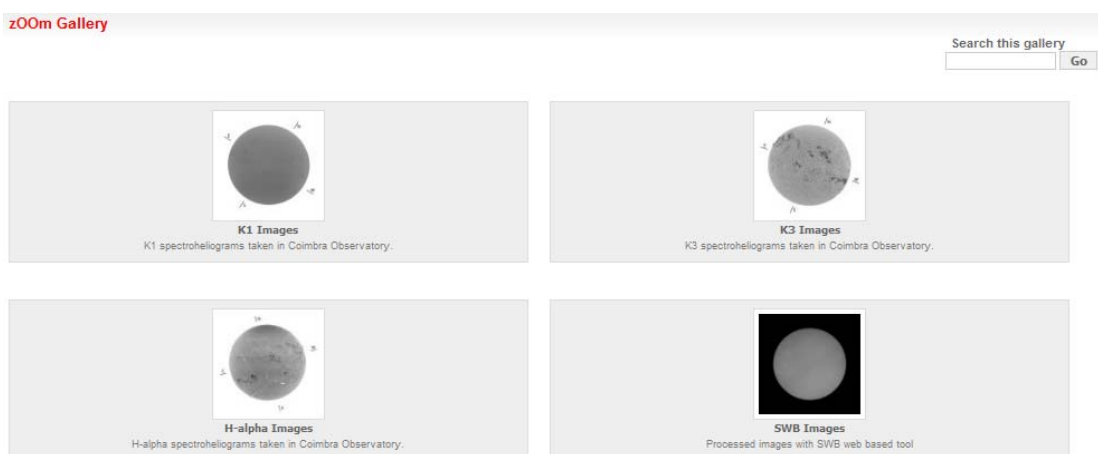 zOOm Gallery
Search this gallery
Go
K1 Images
K1 spectroheliograms taken in Coimbra Observatory.
K3 Images
K3 spectroheliograms taken in Coimbra Observatory.
H-alpha Images
H-alpha spectroheliograms taken in Coimbra Observatory.
SWB Images
Processed images with SWB web based tool